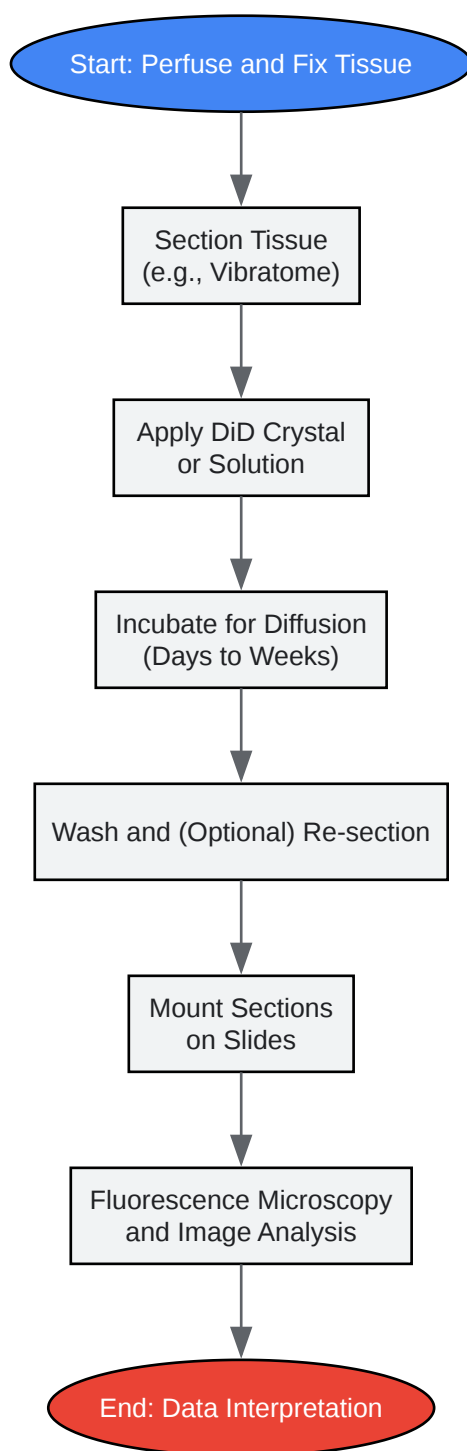 Start: Perfuse and Fix Tissue
Section Tissue
(e.g., Vibratome)
Apply DiD Crystal
or Solution
Incubate for Diffusion
(Days to Weeks)
Wash and (Optional) Re-section
Mount Sections
on Slides
Fluorescence Microscopy
and Image Analysis
End: Data Interpretation